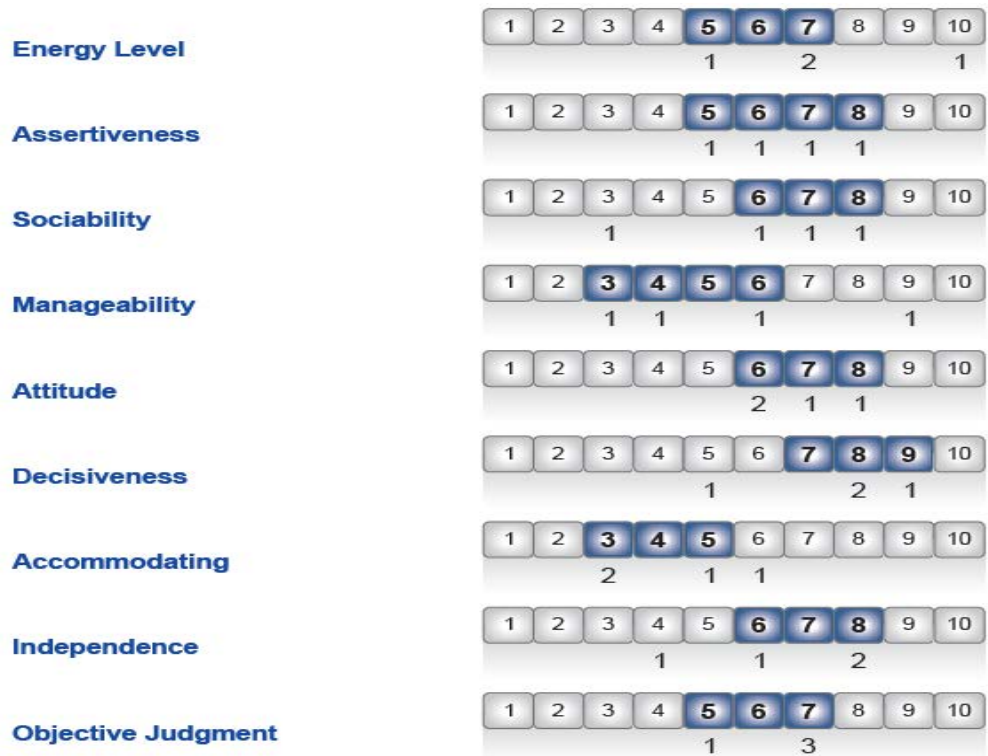 1 2 3 4 5 6 7 8 9 10
Energy Level
1 2 1
1 2 3 4 5 6 7 8 9 10
Assertiveness
1 1 1 1
1 2 3 4 5 6 7 8 9 10
Sociability
1 1 1 1
1 2 3 4 5 6 7 8 9 10
Manageability
1 1 1 1
1 2 3 4 5 6 7 8 9 10
Attitude
2 1 1
1 2 3 4 5 6 7 8 9 10
Decisiveness
1 2 1
1 2 3 4 5 6 7 8 9 10
Accommodating
2 1 1
1 2 3 4 5 6 7 8 9 10
Independence
1 1 2
1 2 3 4 5 6 7 8 9 10
Objective Judgment
1 3